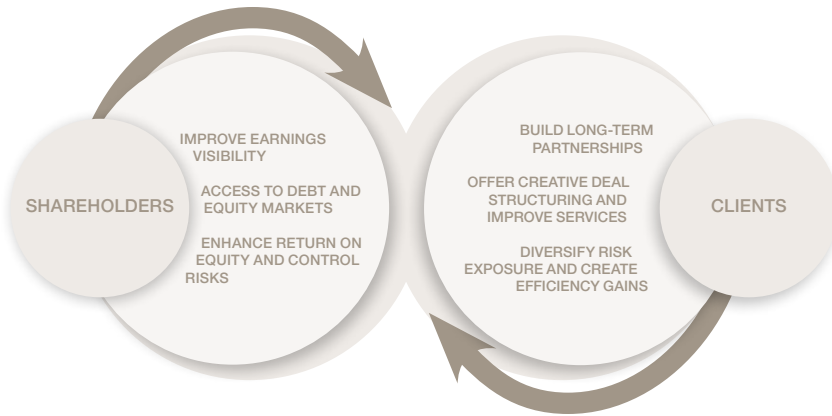 SHAREHOLDERS
IMPROVE EARNINGS
VISIBILITY
ACCESS TO DEBT AND
EQUITY MARKETS
ENHANCE RETURN ON
EQUITY AND CONTROL
RISKS
BUILD LONG-TERM
PARTNERSHIPS
OFFER CREATIVE DEAL
STRUCTURING AND
IMPROVE SERVICES
DIVERSIFY RISK
EXPOSURE AND CREATE
EFFICIENCY GAINS
CLIENTS